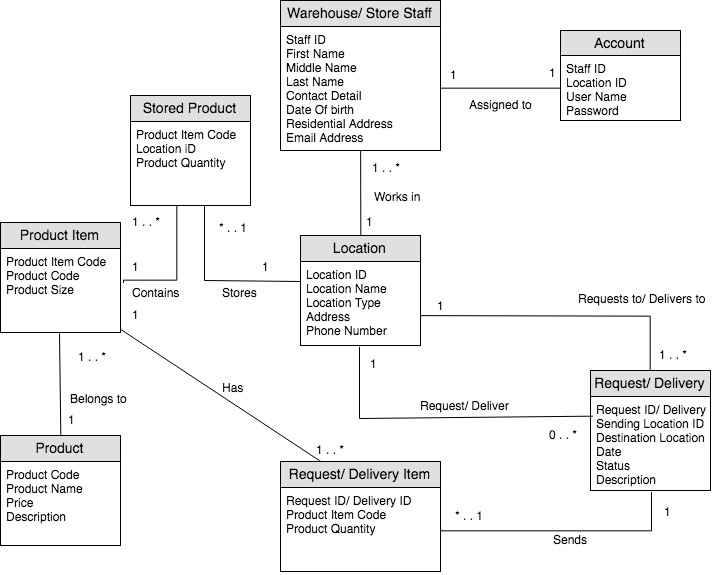 Warehouse/ Store Staff
Staff ID
First Name
Middle Name
Last Name
Contact Detail
Date Of birth
Residential Address
Email Address
Account
Staff ID
Location ID
User Name
Password
1
1
Assigned to
Stored Product
Product Item Code
Location iD
Product Quantity
1 . . *
Works in
1
1 . . *
* . . 1
Product Item
Product Item Code
Product Code
Product Size
1
Contains
1
1
Stores
Location
Location ID
Location Name
Location Type
Address
Phone Number
1
Requests to/ Delivers to
1 . . *
1 . . *
Belongs to
1
Has
1 . . *
1
Request/ Deliver
0 . . *
Request/ Delivery
Request ID/ Delivery
Sending Location ID
Destination Location
Date
Status
Description
Product
Product Code
Product Name
Price
Description
Request/ Delivery Item
Request ID/ Delivery ID
Product Item Code
Product Quantity
* . . 1
1
Sends